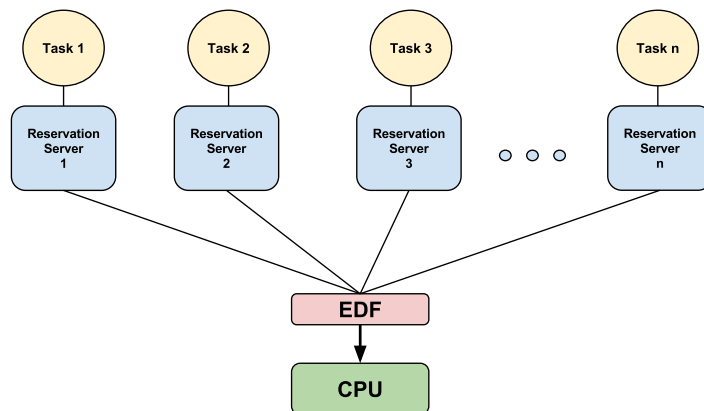 Task 1
Task 2
Task 3
Task n
Reservation
Server
1
Reservation
Server
2
Reservation
Server
3
Reservation
Server
n
EDF
CPU